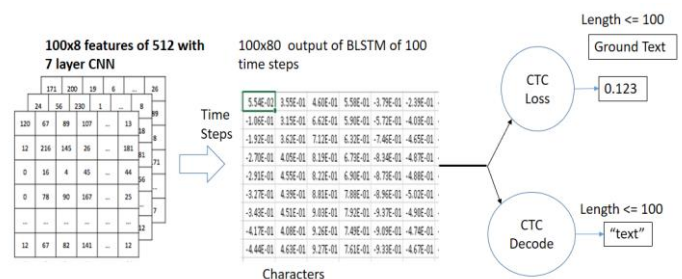 Length <= 100
Ground Text
100x8 features of 512 with
7 layer CNN
100x80 output of BLSTM of 100
time steps
CTC
Loss
0.123
171 200 19 6 ... 26
24 56 230 1 ... 8
120 67 89 107 ... 13
12 216 145 26 ... 181
0 16 4 45 ... 44
0 78 90 167 ... 25
... ... ... ... ... ...
12 67 82 141 ... 12
Time
Steps
5.54E-02 3.55E-01 4.60E-01 5.58E-01 -3.79E-01 -2.39E-01
-1.06E-01 3.15E-01 6.62E-01 5.90E-01 -5.72E-01 -4.03E-01
-1.92E-01 3.62E-01 7.12E-01 6.32E-01 -7.46E-01 -4.65E-01
-2.70E-01 4.05E-01 8.19E-01 6.73E-01 -8.34E-01 -4.87E-01
-2.91E-01 4.55E-01 8.22E-01 6.90E-01 -8.73E-01 -4.88E-01
-3.27E-01 4.39E-01 8.81E-01 7.88E-01 -8.96E-01 -5.02E-01
-3.43E-01 4.51E-01 9.03E-01 7.92E-01 -9.37E-01 -4.90E-01
-4.17E-01 4.08E-01 9.26E-01 7.49E-01 -9.09E-01 -4.74E-01
-4.44E-01 4.63E-01 9.27E-01 7.61E-01 -9.33E-01 -4.67E-01
Characters
Length <= 100
CTC
Decode
"text"